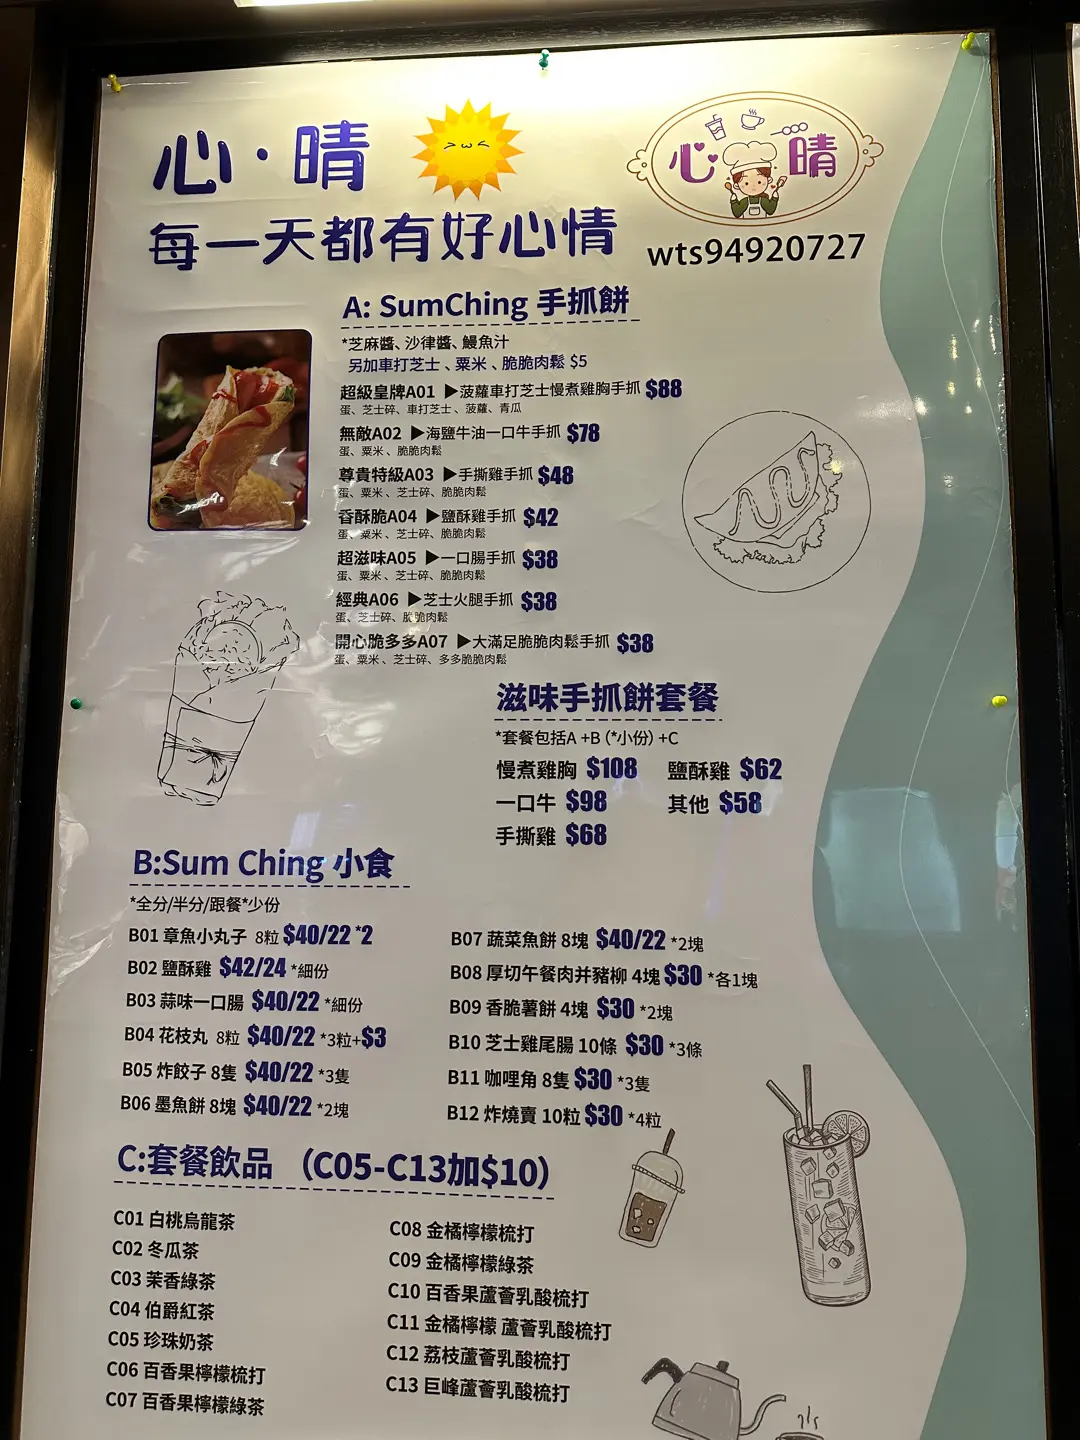 心·晴
心 晴
每一天都有好心情
wts94920727
A: SumChing 手抓餅
*芝麻醬、沙律醬、鰻魚汁
另加車打芝士、粟米、脆脆肉鬆 $5
超級皇牌A01 ▶菠蘿車打芝士慢煮雞胸手抓 $88
蛋、芝士碎、車打芝士、菠蘿、青瓜
無敵A02 ▶海鹽牛油一口牛手抓 $78
蛋、粟米、脆脆肉鬆
尊貴特級A03 ▶手撕雞手抓 $48
蛋、粟米、芝士碎、脆脆肉鬆
香酥脆A04 ▶鹽酥雞手抓 $42
蛋、粟米、芝士碎、脆脆肉鬆
超滋味A05 ▶一口腸手抓 $38
蛋、粟米、芝士碎、脆脆肉鬆
經典A06 ▶芝士火腿手抓 $38
蛋、芝士碎、脆脆肉鬆
開心脆多多A07 ▶大滿足脆脆肉鬆手抓 $38
蛋、粟米、芝士碎、多多脆脆肉鬆
滋味手抓餅套餐
*套餐包括A +B (*小份) +C
慢煮雞胸 $108 鹽酥雞 $62
一口牛 $98 其他 $58
手撕雞 $68
B:Sum Ching 小食
*全分/半分/跟餐*少份
B01 章魚小丸子 8粒 $40/22 *2
B02 鹽酥雞 $42/24 *細份
B03 蒜味一口腸 $40/22 *細份
B04 花枝丸 8粒 $40/22 *3粒+$3
B05 炸餃子 8隻 $40/22 *3隻
B06 墨魚餅 8塊 $40/22 *2塊
B07 蔬菜魚餅 8塊 $40/22 *2塊
B08 厚切午餐肉并豬柳 4塊 $30 *各1塊
B09 香脆薯餅 4塊 $30 *2塊
B10 芝士雞尾腸 10條 $30 *3條
B11 咖哩角 8隻 $30 *3隻
B12 炸燒賣 10粒 $30 *4粒
C:套餐飲品 (C05-C13加$10)
C01 白桃烏龍茶
C02 冬瓜茶
C03 茉香綠茶
C04 伯爵紅茶
C05 珍珠奶茶
C06 百香果檸檬梳打
C07 百香果檸檬綠茶
C08 金橘檸檬梳打
C09 金橘檸檬綠茶
C10 百香果蘆薈乳酸梳打
C11 金橘檸檬 蘆薈乳酸梳打
C12 荔枝蘆薈乳酸梳打
C13 巨峰蘆薈乳酸梳打